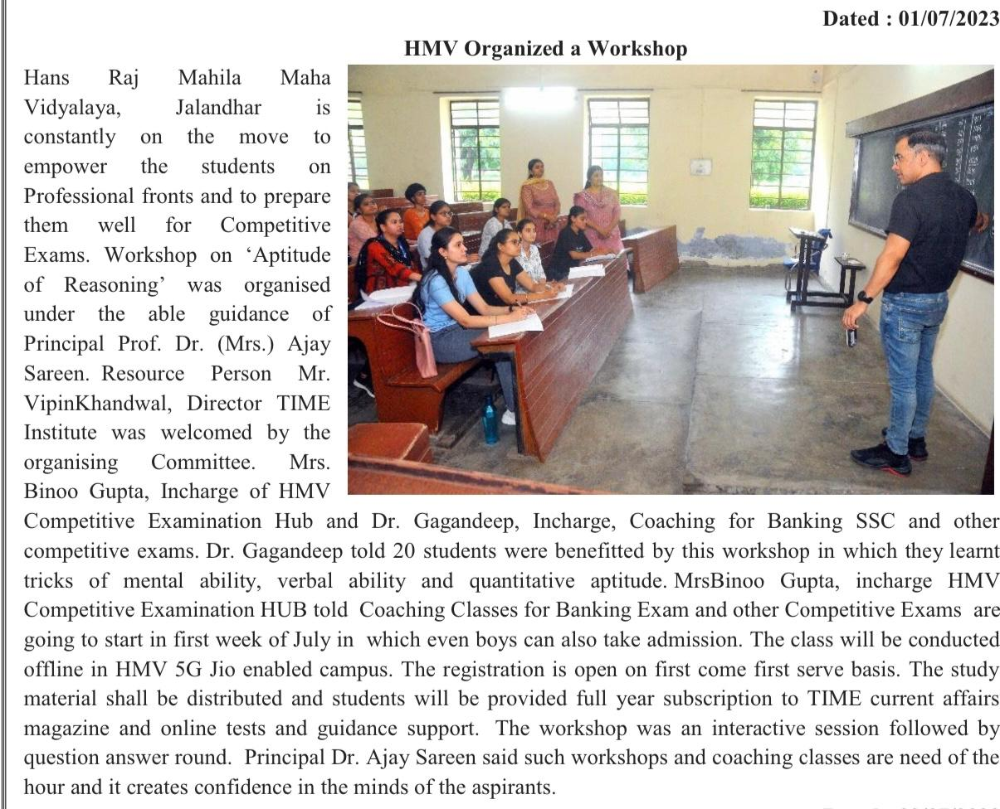 Dated : 01/07/2023
HMV Organized a Workshop
Hans Raj Mahila Maha
Vidyalaya, Jalandhar is
constantly on the move to
empower the students on
Professional fronts and to prepare
them well for Competitive
Exams. Workshop on ‘Aptitude
of Reasoning’ was organised
under the able guidance of
Principal Prof. Dr. (Mrs.) Ajay
Sareen. Resource Person Mr.
VipinKhandwal, Director TIME
Institute was welcomed by the
organising Committee. Mrs.
Binoo Gupta, Incharge of HMV
Competitive Examination Hub and Dr. Gagandeep, Incharge, Coaching for Banking SSC and other
competitive exams. Dr. Gagandeep told 20 students were benefitted by this workshop in which they learnt
tricks of mental ability, verbal ability and quantitative aptitude. MrsBinoo Gupta, incharge HMV
Competitive Examination HUB told Coaching Classes for Banking Exam and other Competitive Exams are
going to start in first week of July in which even boys can also take admission. The class will be conducted
offline in HMV 5G Jio enabled campus. The registration is open on first come first serve basis. The study
material shall be distributed and students will be provided full year subscription to TIME current affairs
magazine and online tests and guidance support. The workshop was an interactive session followed by
question answer round. Principal Dr. Ajay Sareen said such workshops and coaching classes are need of the
hour and it creates confidence in the minds of the aspirants.